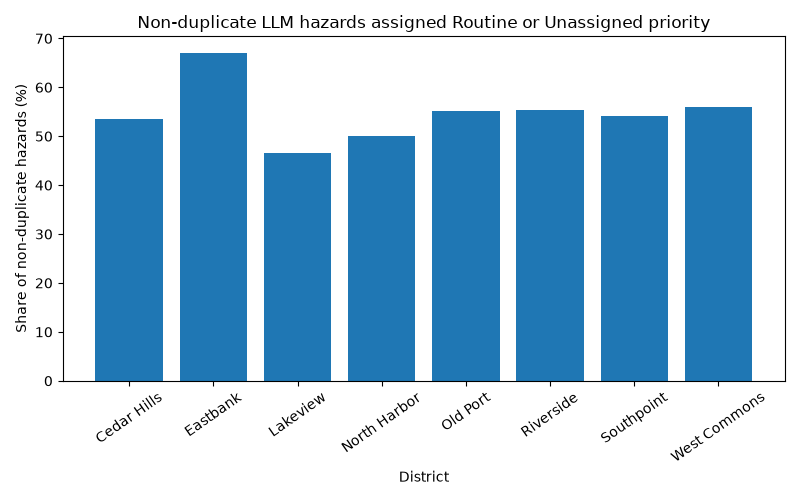 Non-duplicate LLM hazards assigned Routine or Unassigned priority
Share of non-duplicate hazards (%)
70
60
50
40
30
20
10
0
Cedar Hills
Eastbank
Lakeview
North Harbor
Old Port
Riverside
Southpoint
West Commons
District